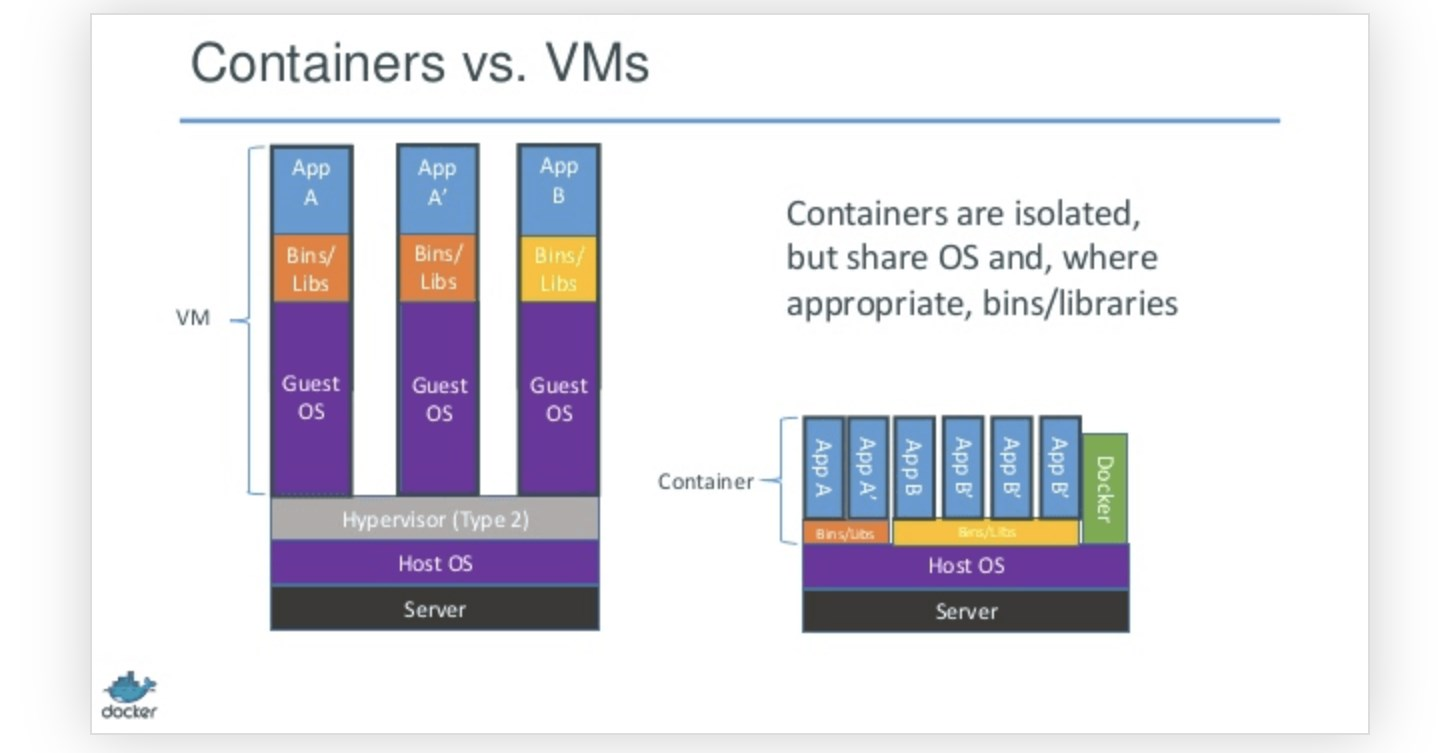 Containers vs. VMs
App
A
App
A′
App
B
Bins/
Libs
Bins/
Libs
Bins/
Libs
VM
Guest
OS
Guest
OS
Guest
OS
Hypervisor (Type 2)
Host OS
Server
Containers are isolated,
but share OS and, where
appropriate, bins/libraries
Container
App A
App A′
App B
App B′
App B′
App B′
Docker
Bins/Libs
Bins/Libs
Host OS
Server
docker